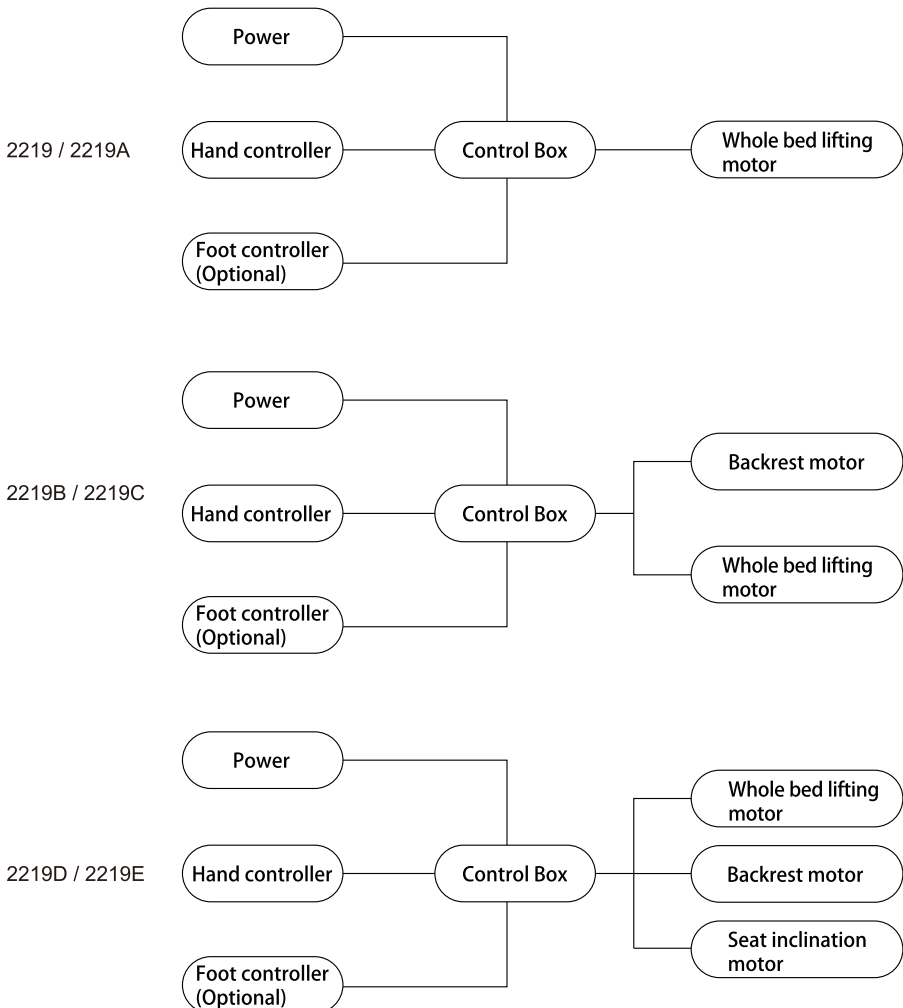 Power
2219 / 2219A
Hand controller
Control Box
Whole bed lifting
motor
Foot controller
(Optional)
Power
2219B / 2219C
Hand controller
Control Box
Backrest motor
Whole bed lifting
motor
Foot controller
(Optional)
Power
2219D / 2219E
Hand controller
Control Box
Whole bed lifting
motor
Backrest motor
Seat inclination
motor
Foot controller
(Optional)